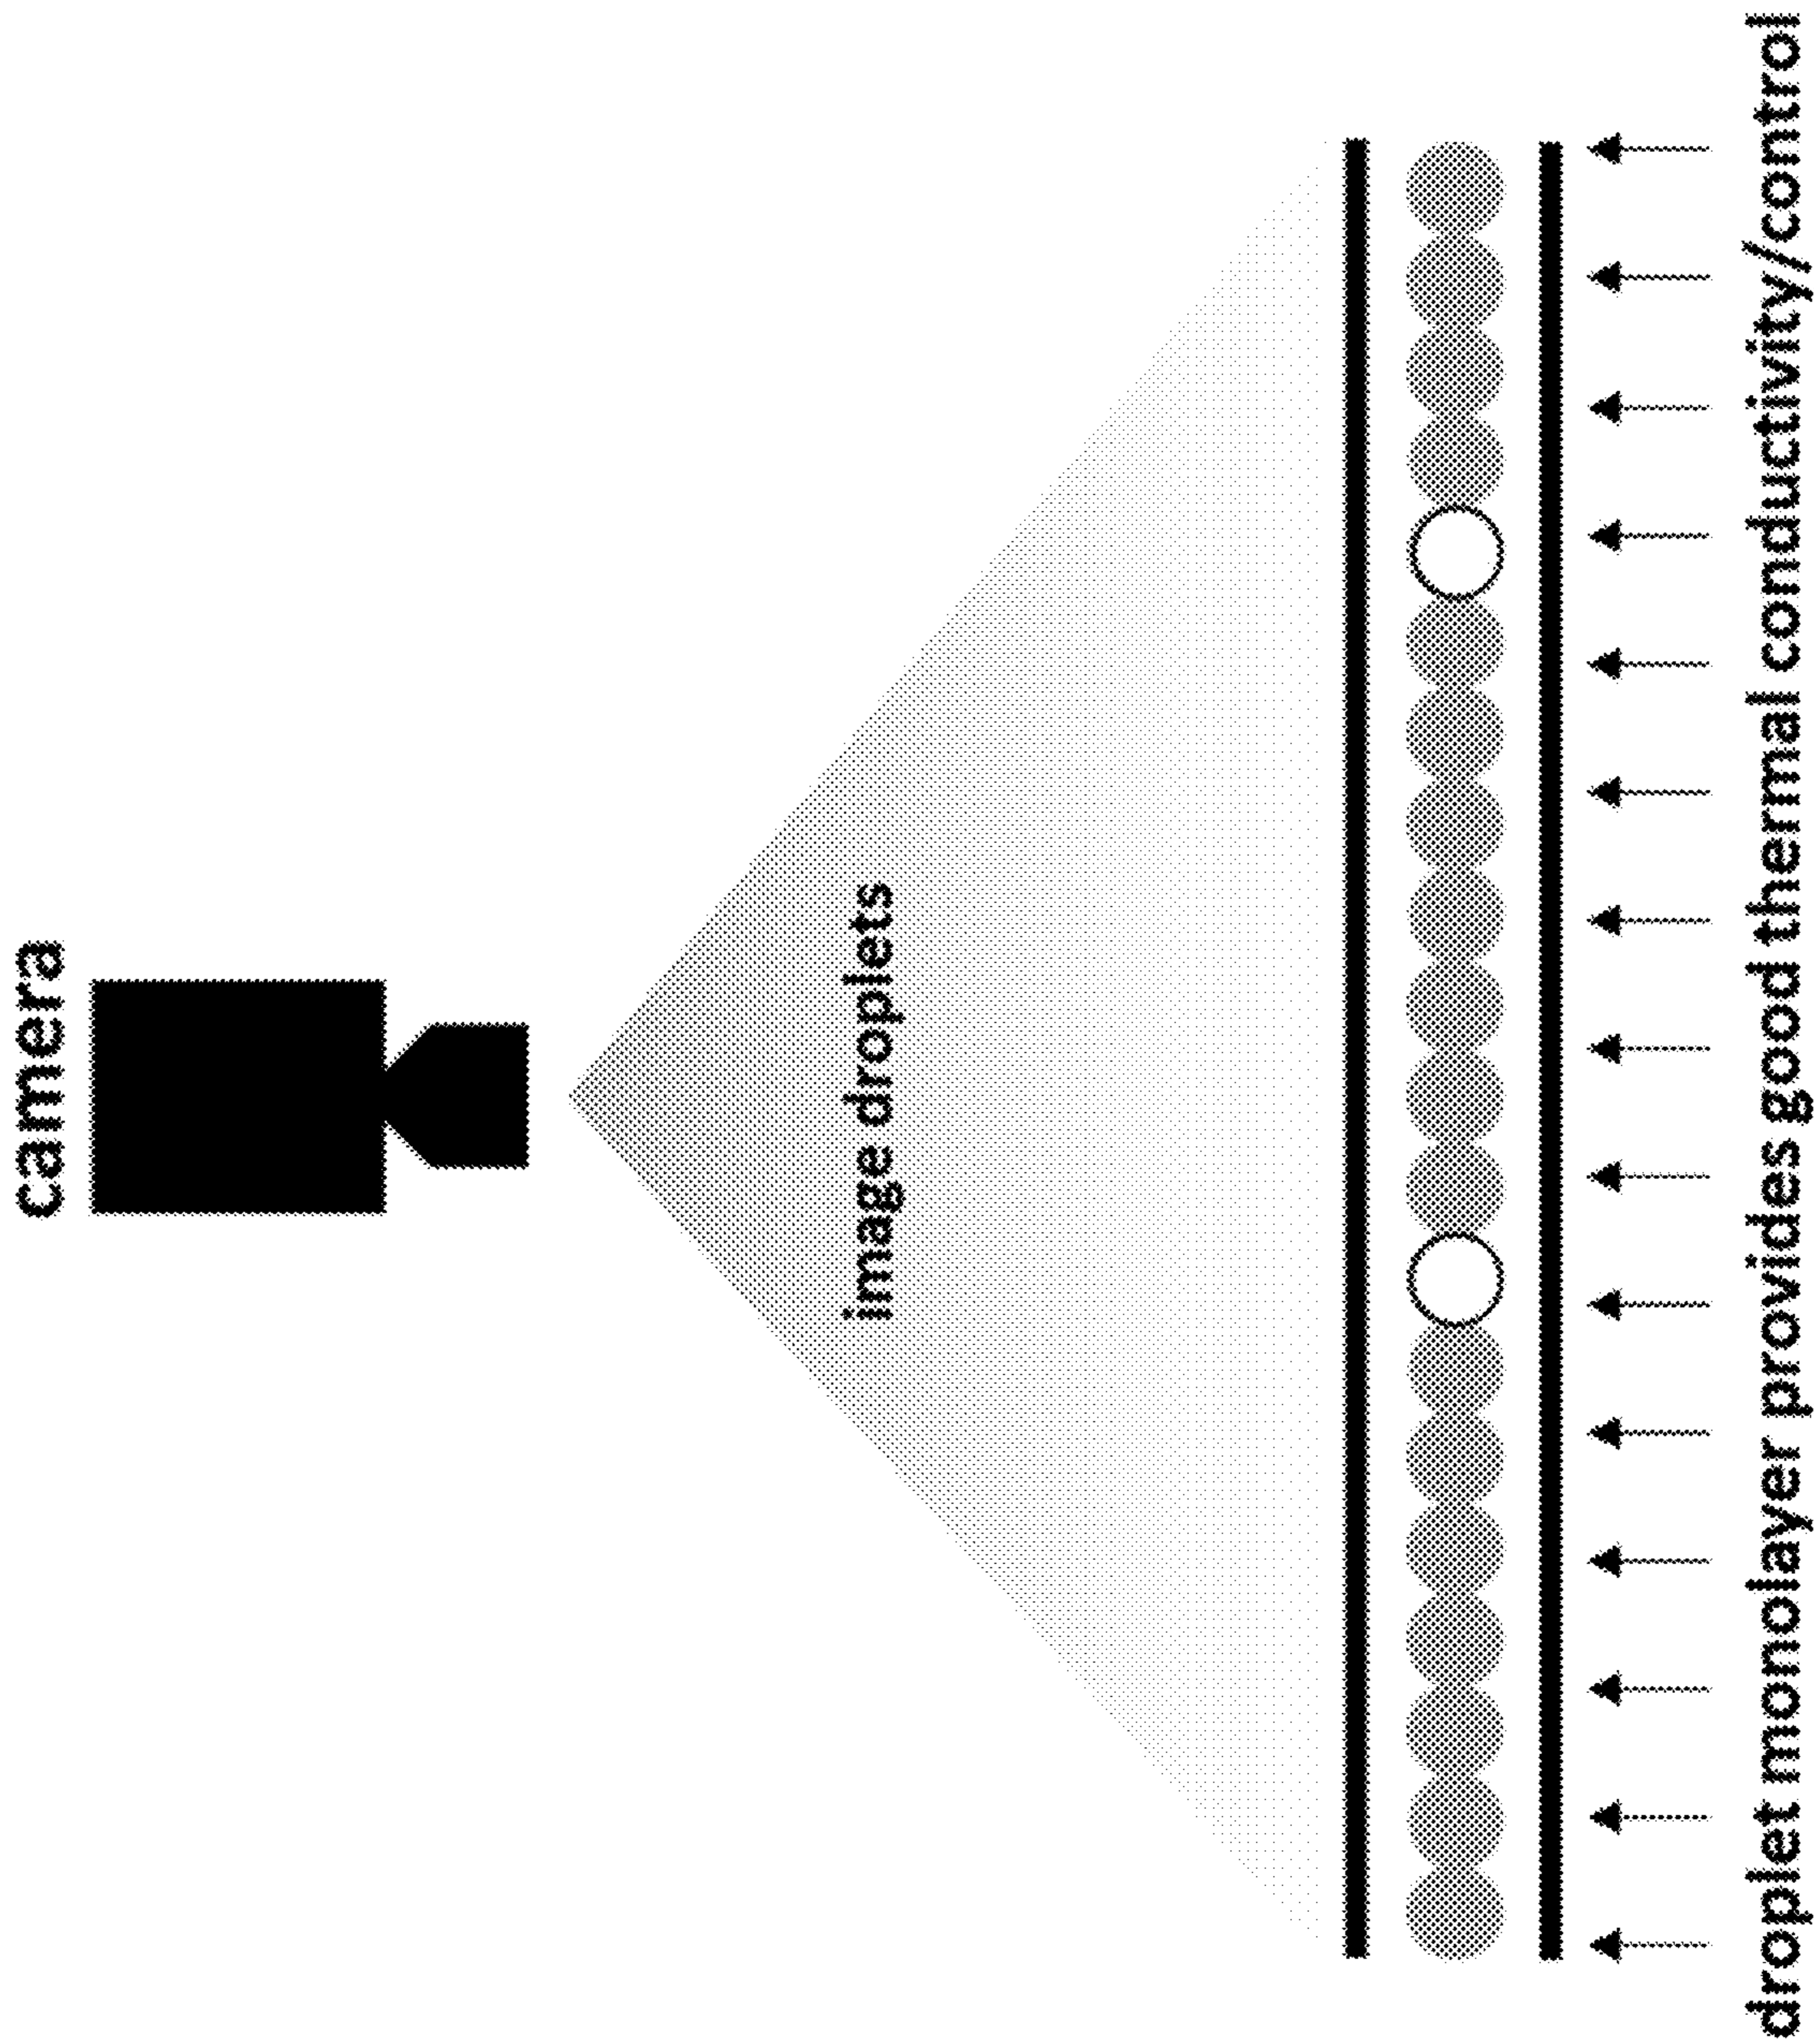 camera
image droplets
droplet monolayer provides good thermal conductivity/control